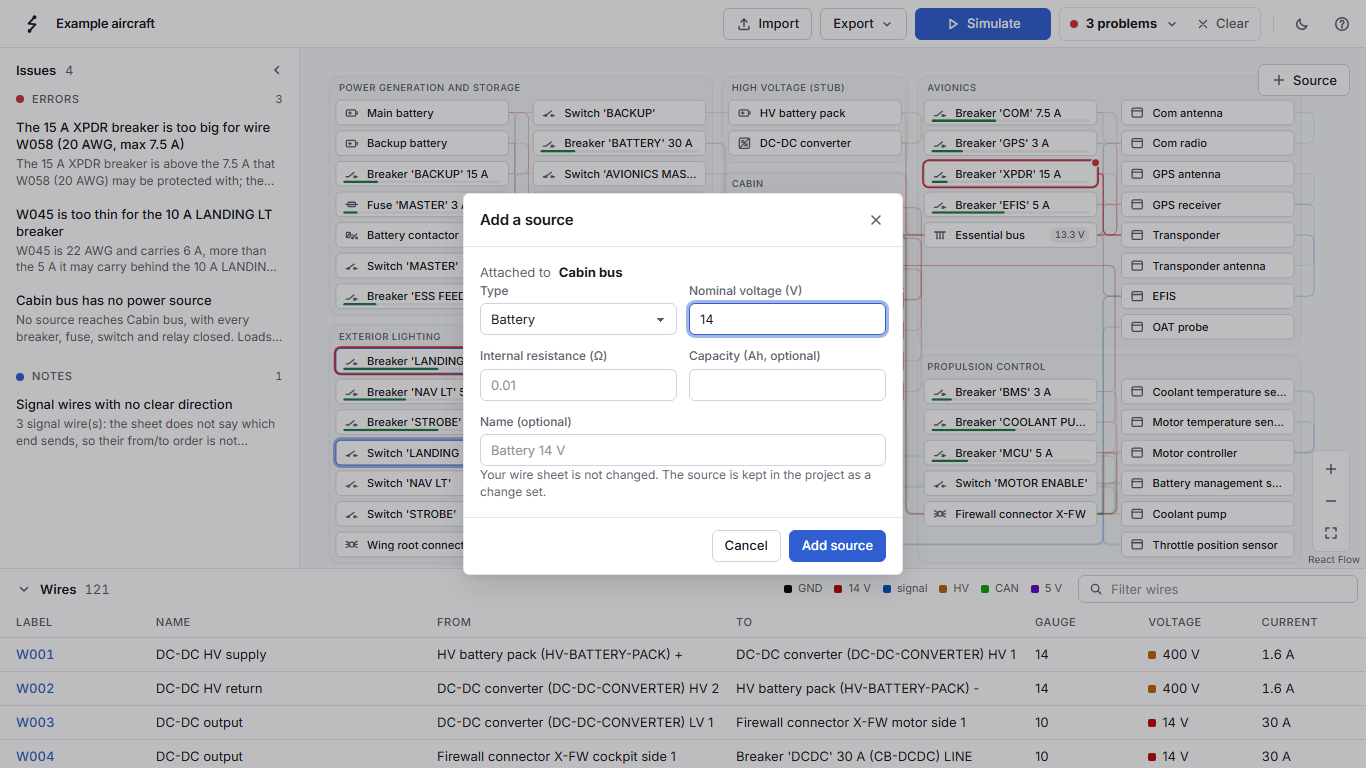 Example aircraft
Import
Export
Simulate
3 problems
Clear
Issues 4
ERRORS 3
The 15 A XPDR breaker is too big for wire
W058 (20 AWG, max 7.5 A)
The 15 A XPDR breaker is above the 7.5 A that
W058 (20 AWG) may be protected with; the...
W045 is too thin for the 10 A LANDING LT
breaker
W045 is 22 AWG and carries 6 A, more than
the 5 A it may carry behind the 10 A LANDIN...
Cabin bus has no power source
No source reaches Cabin bus, with every
breaker, fuse, switch and relay closed. Loads...
NOTES 1
Signal wires with no clear direction
3 signal wire(s): the sheet does not say which
end sends, so their from/to order is not...
Source
POWER GENERATION AND STORAGE
Main battery
Backup battery
Breaker 'BACKUP' 15 A
Fuse 'MASTER' 3 A
Battery contactor
Switch 'MASTER'
Breaker 'ESS FEED
Switch 'BACKUP'
Breaker 'BATTERY' 30 A
Switch 'AVIONICS MAS...
EXTERIOR LIGHTING
Breaker 'LANDING
Breaker 'NAV LT' 5
Breaker 'STROBE'
Switch 'LANDING
Switch 'NAV LT'
Switch 'STROBE'
Wing root connect
HIGH VOLTAGE (STUB)
HV battery pack
DC-DC converter
CABIN
AVIONICS
Breaker 'COM' 7.5 A
Breaker 'GPS' 3 A
Breaker 'XPDR' 15 A
Breaker 'EFIS' 5 A
Essential bus 13.3 V
Com antenna
Com radio
GPS antenna
GPS receiver
Transponder
Transponder antenna
EFIS
OAT probe
PROPULSION CONTROL
Breaker 'BMS' 3 A
Breaker 'COOLANT PU...
Breaker 'MCU' 5 A
Switch 'MOTOR ENABLE'
Firewall connector X-FW
Coolant temperature se...
Motor temperature sen...
Motor controller
Battery management s...
Coolant pump
Throttle position sensor
React Flow
Add a source
Attached to Cabin bus
Type
Nominal voltage (V)
Battery
14
Internal resistance (Ω)
Capacity (Ah, optional)
0.01
Name (optional)
Battery 14 V
Your wire sheet is not changed. The source is kept in the project as a
change set.
Cancel
Add source
Wires 121
GND 14 V signal HV CAN 5 V
Filter wires
LABEL NAME FROM TO GAUGE VOLTAGE CURRENT
W001 DC-DC HV supply HV battery pack (HV-BATTERY-PACK) + DC-DC converter (DC-DC-CONVERTER) HV 1 14 400 V 1.6 A
W002 DC-DC HV return DC-DC converter (DC-DC-CONVERTER) HV 2 HV battery pack (HV-BATTERY-PACK) - 14 400 V 1.6 A
W003 DC-DC output DC-DC converter (DC-DC-CONVERTER) LV 1 Firewall connector X-FW motor side 1 10 14 V 30 A
W004 DC-DC output Firewall connector X-FW cockpit side 1 Breaker 'DCDC' 30 A (CB-DCDC) LINE 10 14 V 30 A